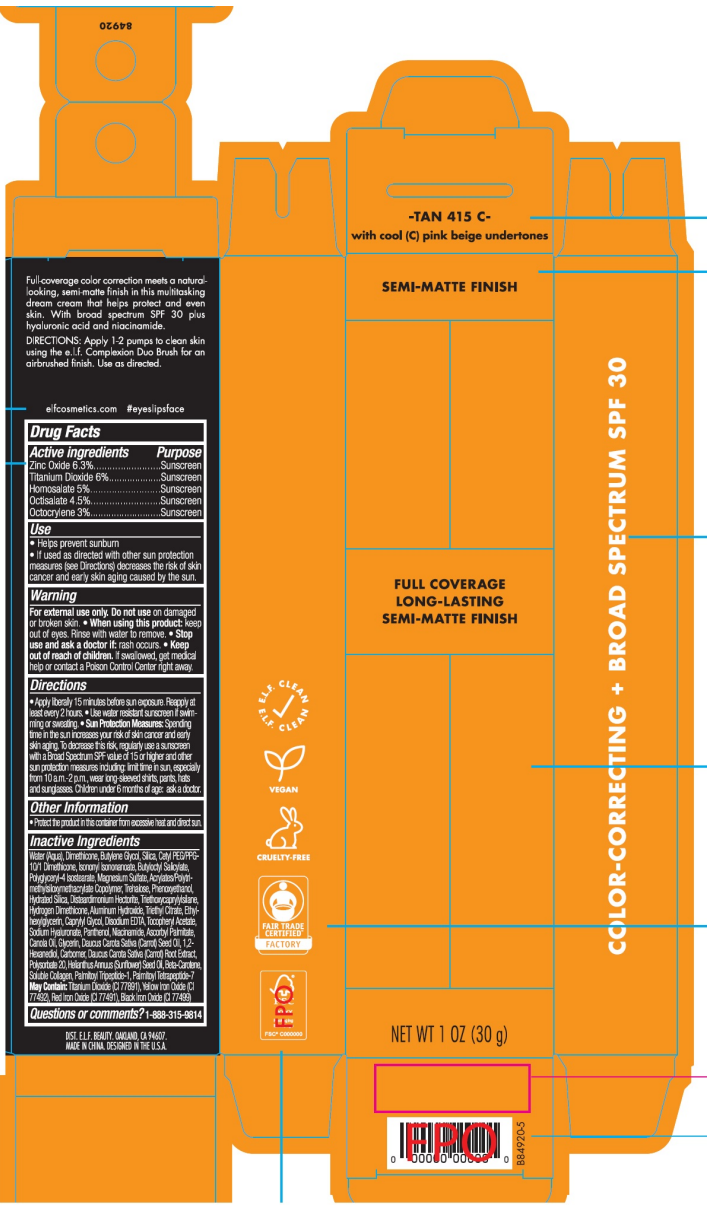 84920
Full-coverage color correction meets a natural-
looking, semi-matte finish in this multitasking
dream cream that helps protect and even
skin. With broad spectrum SPF 30 plus
hyaluronic acid and niacinamide.
DIRECTIONS: Apply 1-2 pumps to clean skin
using the e.l.f. Complexion Duo Brush for an
airbrushed finish. Use as directed.
elfcosmetics.com #eyeslipsface
Drug Facts
Active ingredients Purpose
Zinc Oxide 6.3%........................Sunscreen
Titanium Dioxide 6%...................Sunscreen
Homosalate 5%.........................Sunscreen
Octisalate 4.5%.........................Sunscreen
Octocrylene 3%.........................Sunscreen
Use
• Helps prevent sunburn
• If used as directed with other sun protection
measures (see Directions) decreases the risk of skin
cancer and early skin aging caused by the sun.
Warning
For external use only. Do not use on damaged
or broken skin. • When using this product: keep
out of eyes. Rinse with water to remove. • Stop
use and ask a doctor if: rash occurs. • Keep
out of reach of children. If swallowed, get medical
help or contact a Poison Control Center right away.
Directions
• Apply liberally 15 minutes before sun exposure. Reapply at
least every 2 hours. • Use water resistant sunscreen if swim-
ming or sweating. • Sun Protection Measures: Spending
time in the sun increases your risk of skin cancer and early
skin aging. To decrease this risk, regularly use a sunscreen
with a Broad Spectrum SPF value of 15 or higher and other
sun protection measures including: limit time in sun, especially
from 10 a.m.-2 p.m., wear long-sleeved shirts, pants, hats
and sunglasses. Children under 6 months of age: ask a doctor.
Other Information
• Protect the product in this container from excessive heat and direct sun.
Inactive Ingredients
Water (Aqua), Dimethicone, Butylene Glycol, Silica, Cetyl PEG/PPG-
10/1 Dimethicone, Isononyl Isononanoate, Butyloctyl Salicylate,
Polyglyceryl-4 Isostearate, Magnesium Sulfate, Acrylates/Polytri-
methylsiloxymethacrylate Copolymer, Trehalose, Phenoxyethanol,
Hydrated Silica, Disteardimonium Hectorite, Triethoxycaprylylsilane,
Hydrogen Dimethicone, Aluminum Hydroxide, Triethyl Citrate, Ethyl-
hexylglycerin, Caprylyl Glycol, Disodium EDTA, Tocopheryl Acetate,
Sodium Hyaluronate, Panthenol, Niacinamide, Ascorbyl Palmitate,
Canola Oil, Glycerin, Daucus Carota Sativa (Carrot) Seed Oil, 1,2-
Hexanediol, Carbomer, Daucus Carota Sativa (Carrot) Root Extract,
Polysorbate 20, Helianthus Annuus (Sunflower) Seed Oil, Beta-Carotene,
Soluble Collagen, Palmitoyl Tripeptide-1, Palmitoyl Tetrapeptide-7
May Contain: Titanium Dioxide (CI 77891), Yellow Iron Oxide (CI
77492), Red Iron Oxide (CI 77491), Black Iron Oxide (CI 77499)
Questions or comments? 1-888-315-9814
DIST. E.L.F. BEAUTY. OAKLAND, CA 94607.
MADE IN CHINA. DESIGNED IN THE U.S.A.
E.L.F. CLEAN
E.L.F. CLEAN
VEGAN
CRUELTY-FREE
FAIR TRADE
CERTIFIED™
FACTORY
FPO
FSC® C000000
-TAN 415 C-
with cool (C) pink beige undertones
SEMI-MATTE FINISH
FULL COVERAGE
LONG-LASTING
SEMI-MATTE FINISH
NET WT 1 OZ (30 g)
FPO
0 00000 00000 0
B84920-5
COLOR-CORRECTING + BROAD SPECTRUM SPF 30